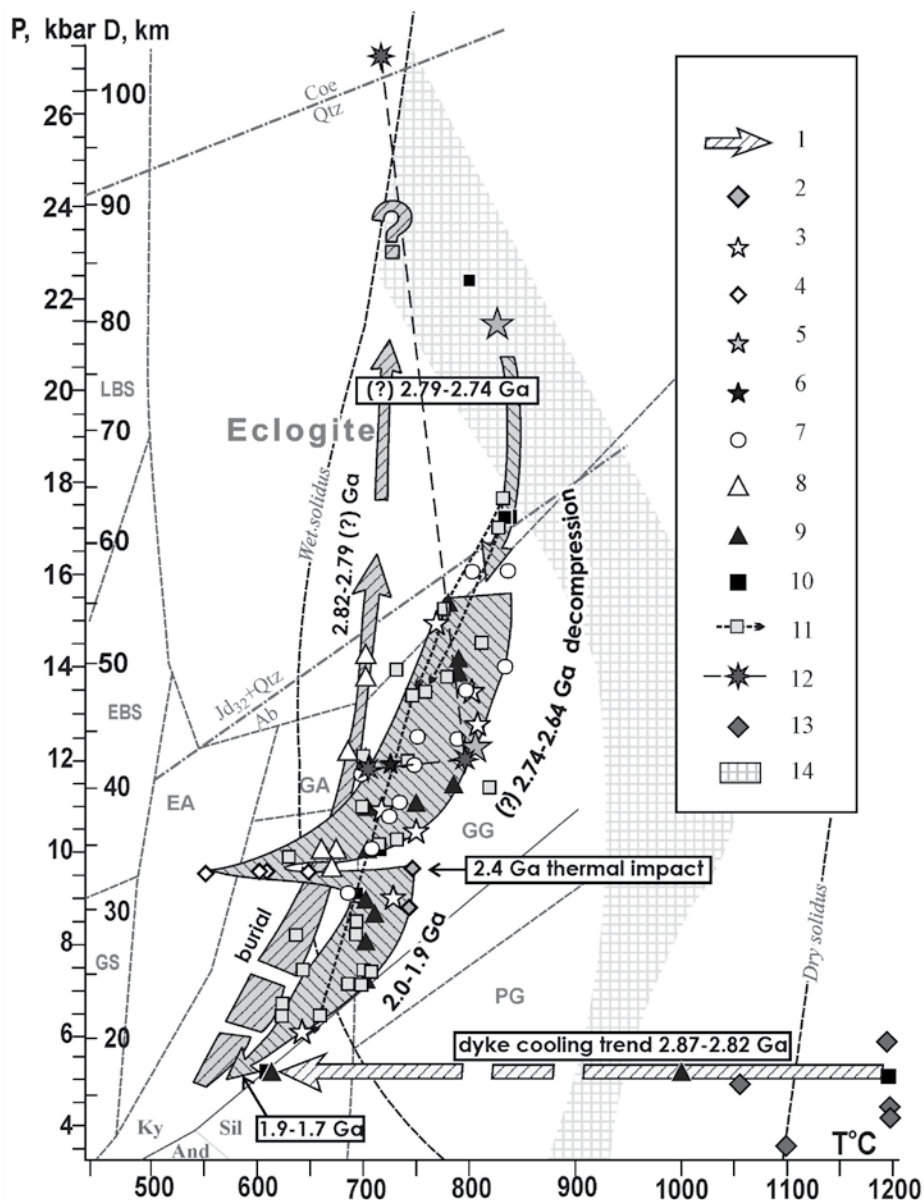 P, kbar D, km
100
26
Coe
Qtz
24
90
22
80
20
LBS
(?) 2.79-2.74 Ga
70
Eclogite
18
Wet solidus
2.82-2.79 (?) Ga
60
16
(?) 2.74-2.64 Ga decompression
14
50
EBS
Jd32+Qtz
Ab
12
40
EA
GA
10
GG
2.4 Ga thermal impact
30
burial
GS
8
2.0-1.9 Ga
PG
Dry solidus
6
20
dyke cooling trend 2.87-2.82 Ga
4
Ky
Sil
And
1.9-1.7 Ga
T°C
500
600
700
800
900
1000
1100
1200
?
1
2
3
4
5
6
7
8
9
10
11
12
13
14